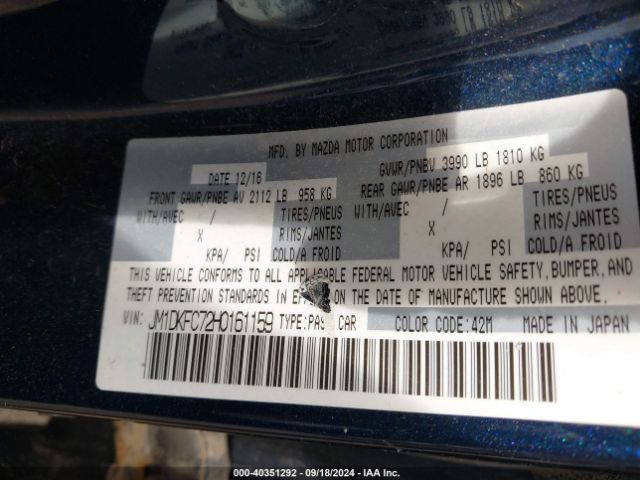 MFD. BY MAZDA MOTOR CORPORATION
DATE 12/16 GVWR/PNBV 3990 LB 1810 KG
FRONT GAWR/PNBE AV 2112 LB 958 KG REAR GAWR/PNBE AR 1896 LB 860 KG
WITH/AVEC / TIRES/PNEUS WITH/AVEC / TIRES/PNEUS
X RIMS/JANTES X RIMS/JANTES
KPA/ PSI COLD/A FROID KPA/ PSI COLD/A FROID
THIS VEHICLE CONFORMS TO ALL APPLICABLE FEDERAL MOTOR VEHICLE SAFETY, BUMPER, AND
THEFT PREVENTION STANDARDS IN ON THE DATE OF MANUFACTURE SHOWN ABOVE.
VIN: JM1DKFC72H0161159 TYPE: CAR COLOR CODE: 42M MADE IN JAPAN
000-40351292 - 09/18/2024 - IAA Inc.